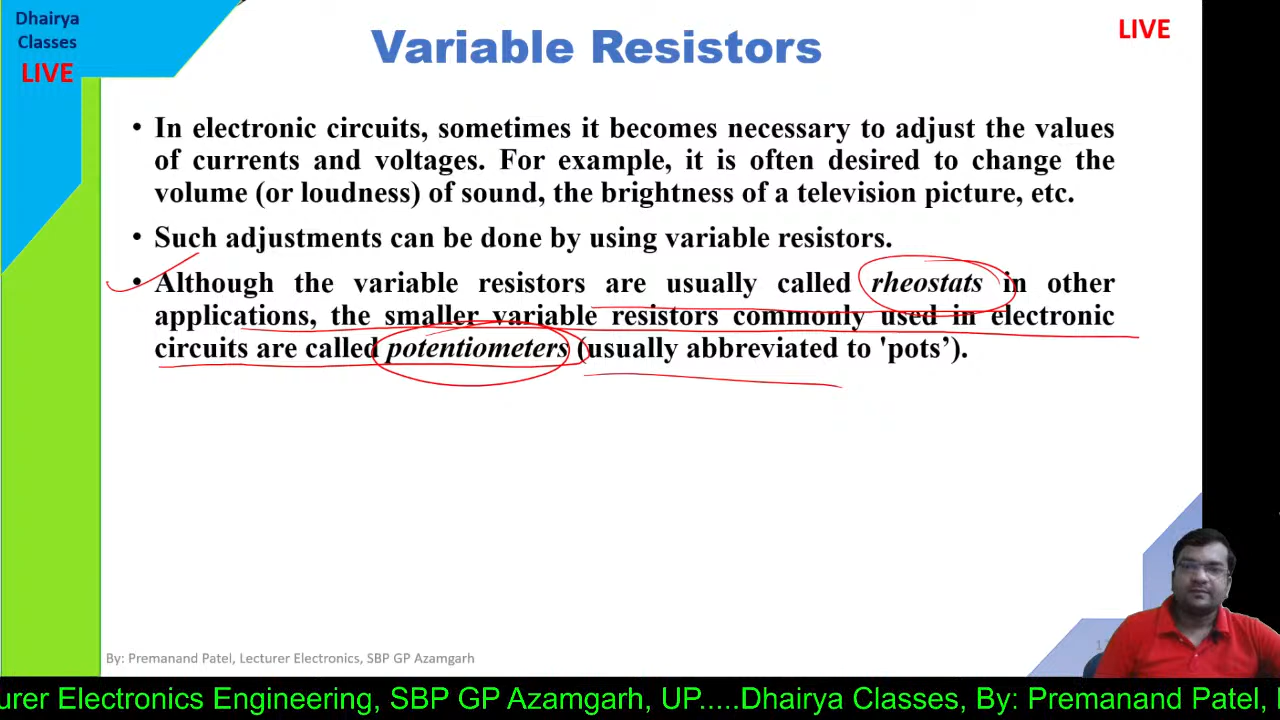 Dhairya
Classes
LIVE
Variable Resistors
LIVE
• In electronic circuits, sometimes it becomes necessary to adjust the values
of currents and voltages. For example, it is often desired to change the
volume (or loudness) of sound, the brightness of a television picture, etc.
• Such adjustments can be done by using variable resistors.
• Although the variable resistors are usually called rheostats in other
applications, the smaller variable resistors commonly used in electronic
circuits are called potentiometers (usually abbreviated to 'pots’).
By: Premanand Patel, Lecturer Electronics, SBP GP Azamgarh
urer Electronics Engineering, SBP GP Azamgarh, UP.....Dhairya Classes, By: Premanand Patel,